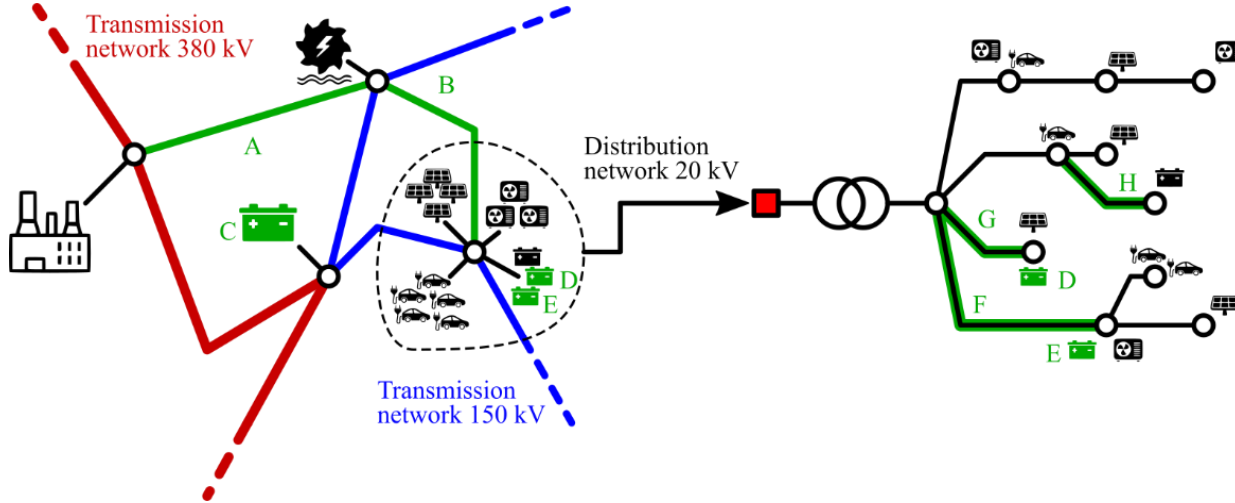 Transmission
network 380 kV
B
A
Distribution
network 20 kV
H
C
G
D
D
E
F
E
Transmission
network 150 kV